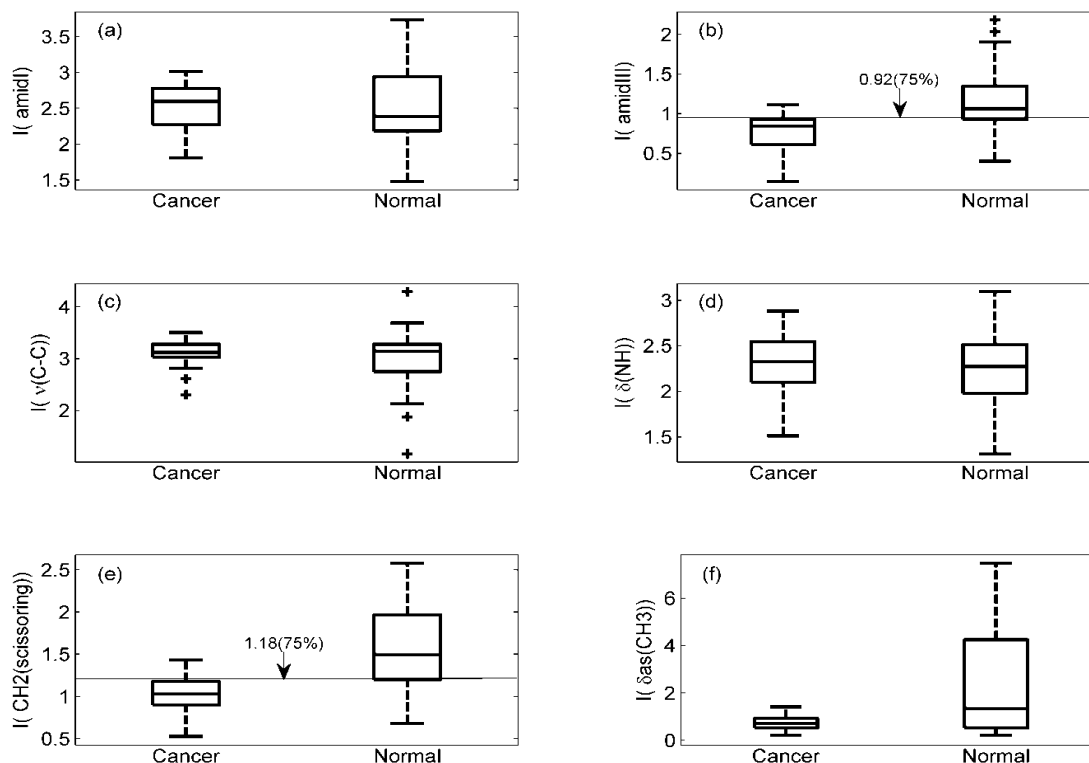 (a)
I( amidI)
3.5
3
2.5
2
1.5
Cancer Normal
(b)
I( amidIII)
2
1.5
1
0.5
0.92(75%)
Cancer Normal
(c)
I( ν(C-C))
4
3
2
Cancer Normal
(d)
I( δ(NH))
3
2.5
2
1.5
Cancer Normal
(e)
I( CH2(scissoring))
2.5
2
1.5
1
0.5
1.18(75%)
Cancer Normal
(f)
I( δas(CH3))
6
4
2
0
Cancer Normal